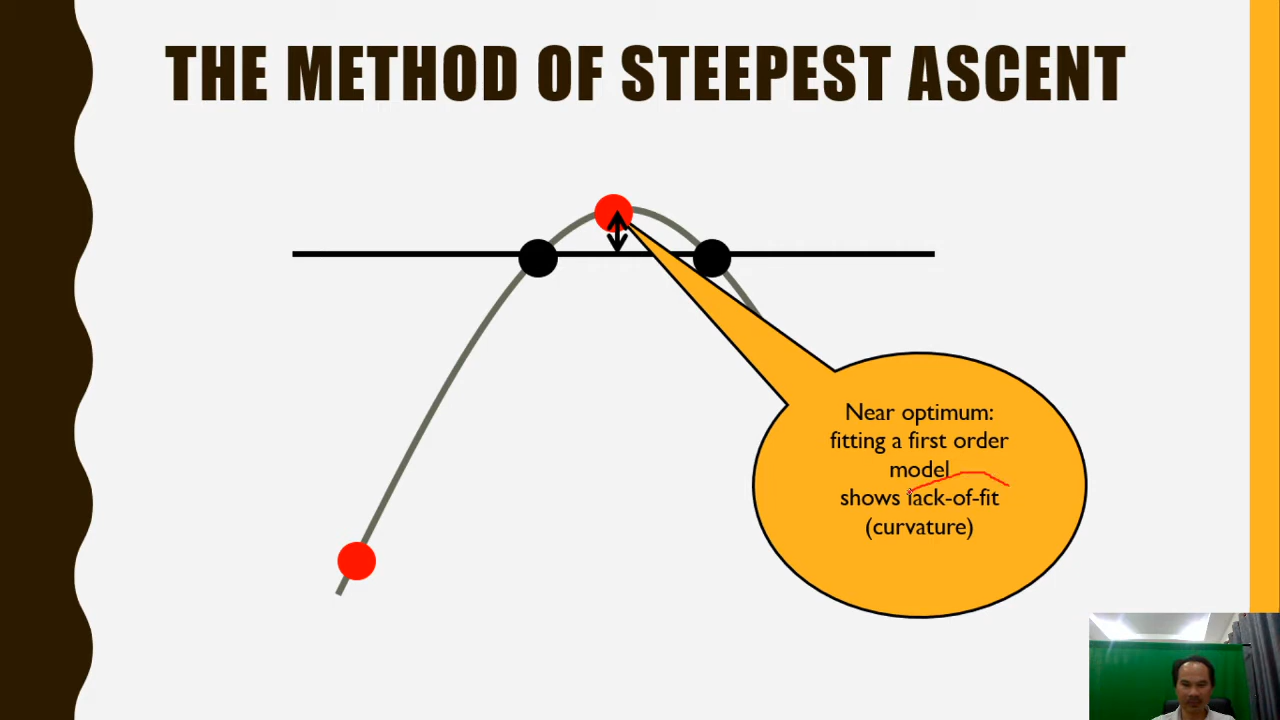 THE METHOD OF STEEPEST ASCENT
Near optimum:
fitting a first order
model
shows lack-of-fit
(curvature)